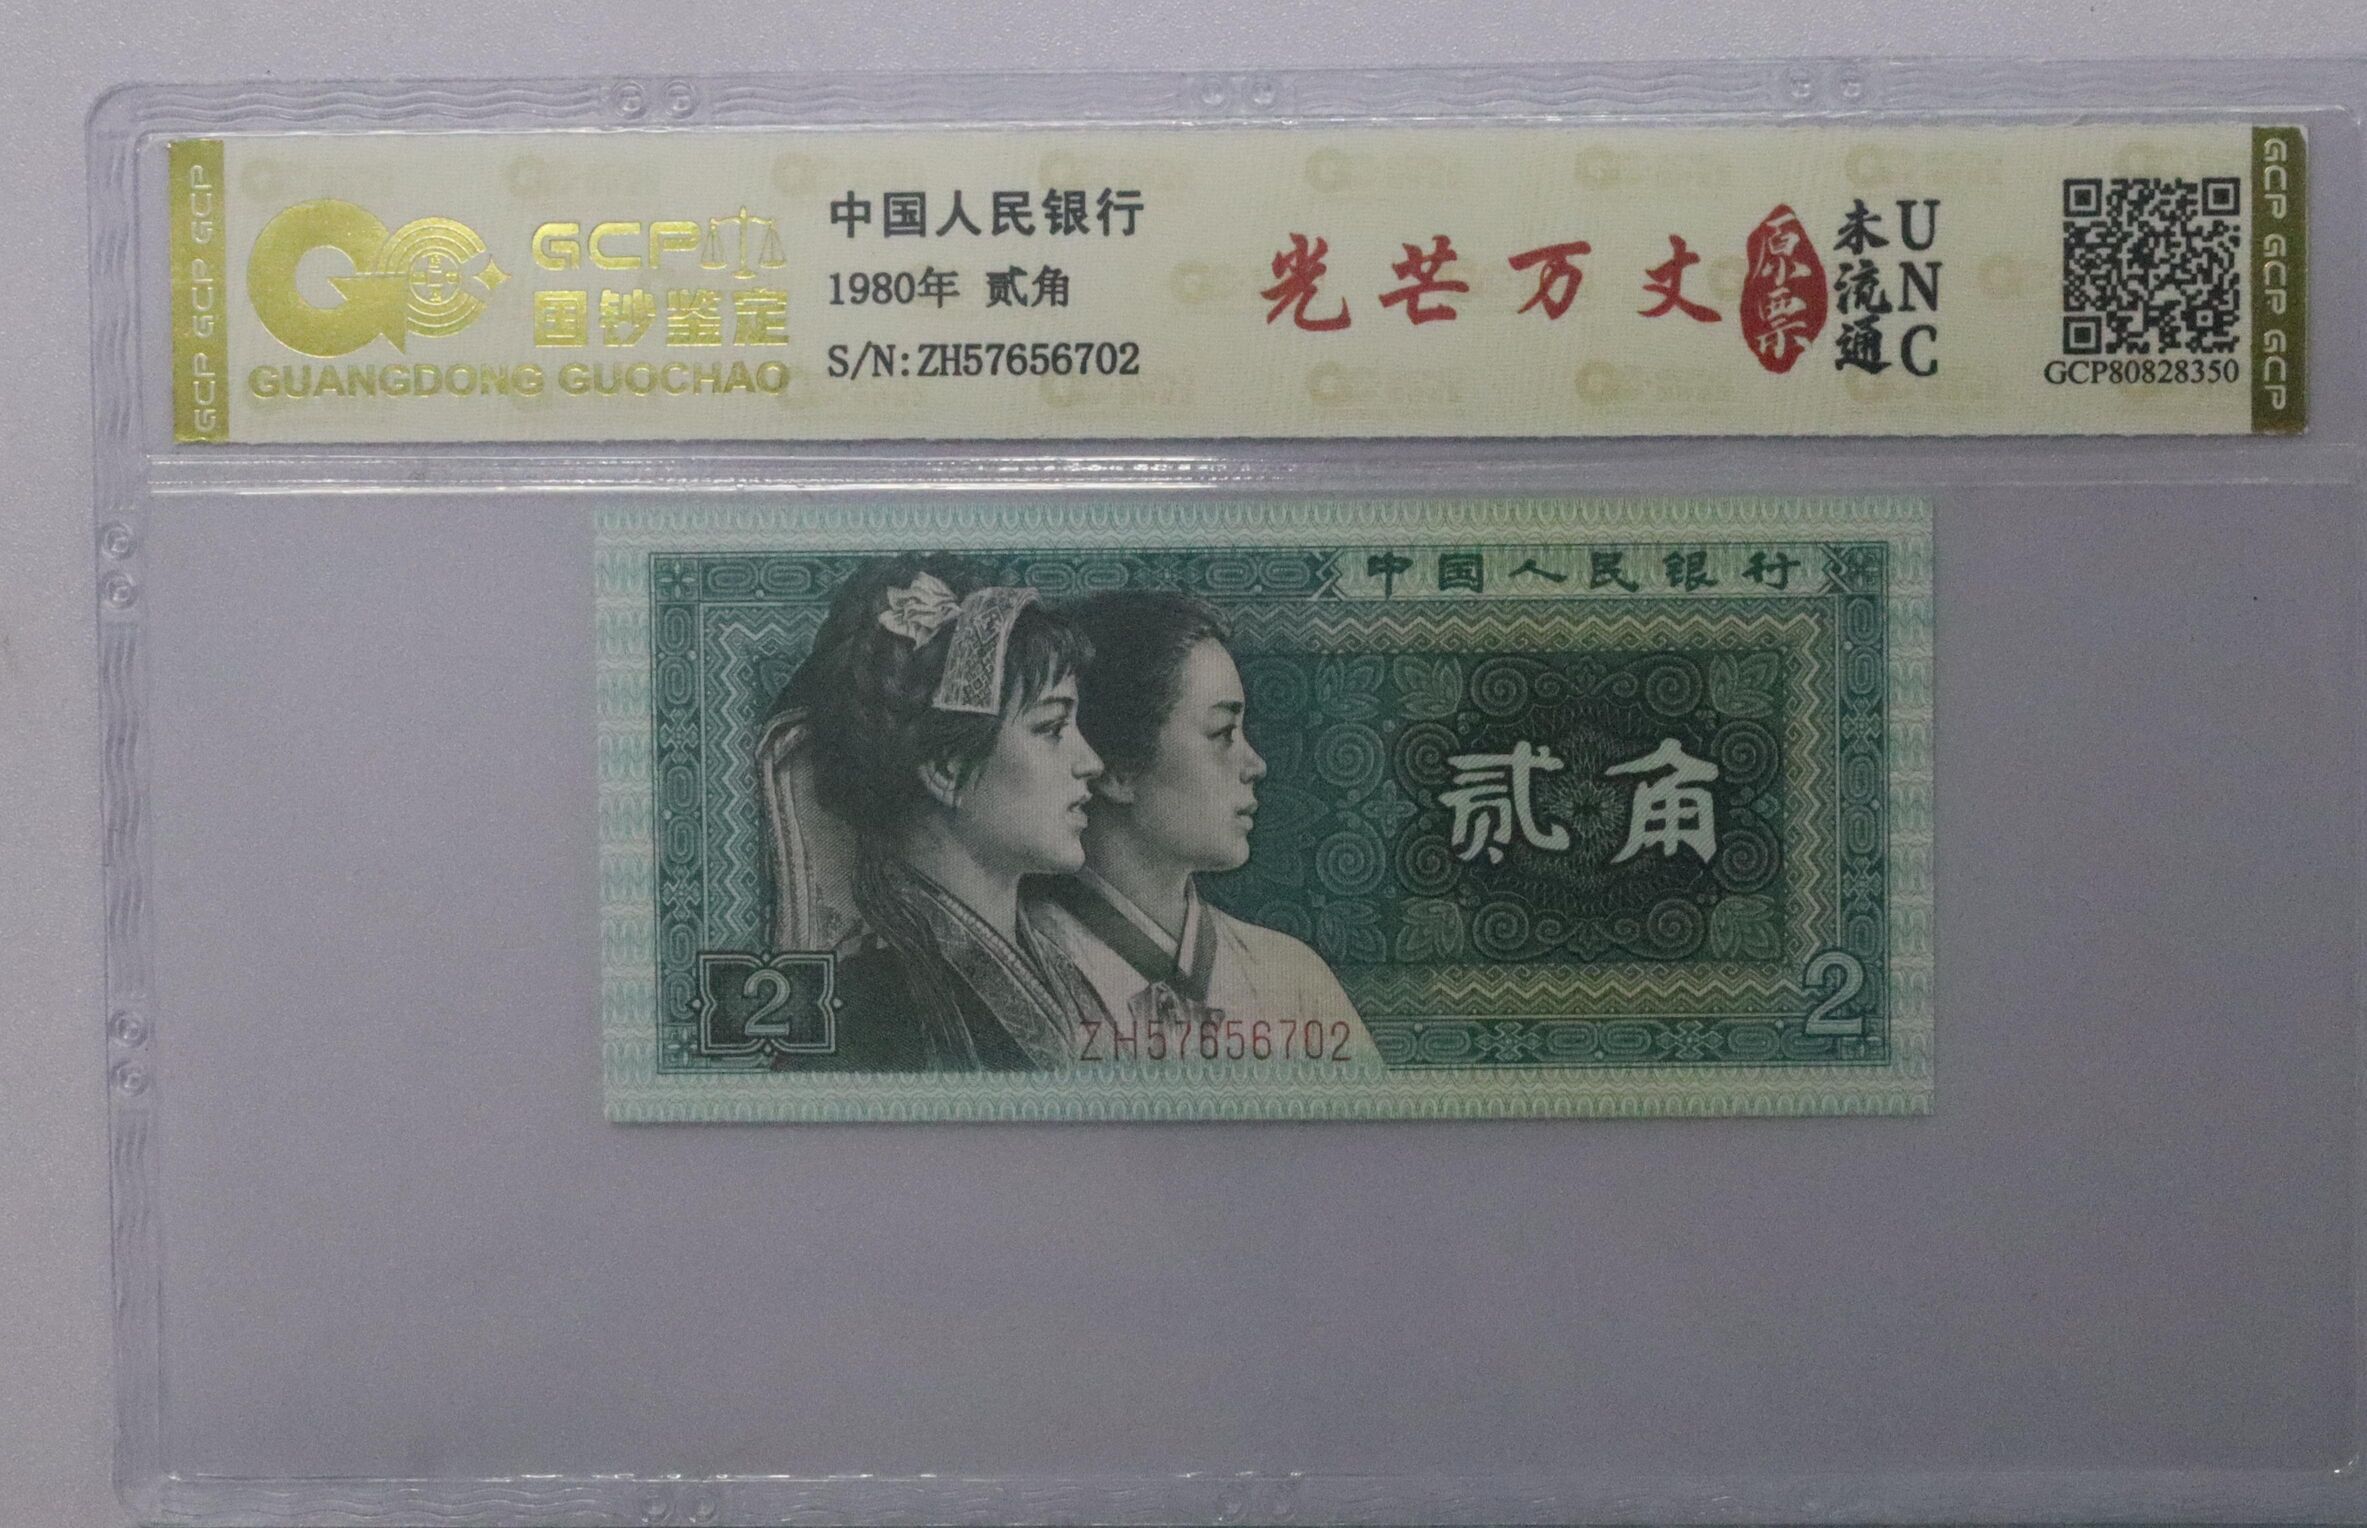 GCP GCP GCP
GCP
国钞鉴定
GUANGDONG GUOCHAO
中国人民银行
1980年 贰角
S/N:ZH57656702
光芒万丈
原票
未流通
UNC
GCP80828350
GCP GCP GCP
中国人民银行
贰角
2
2
ZH57656702